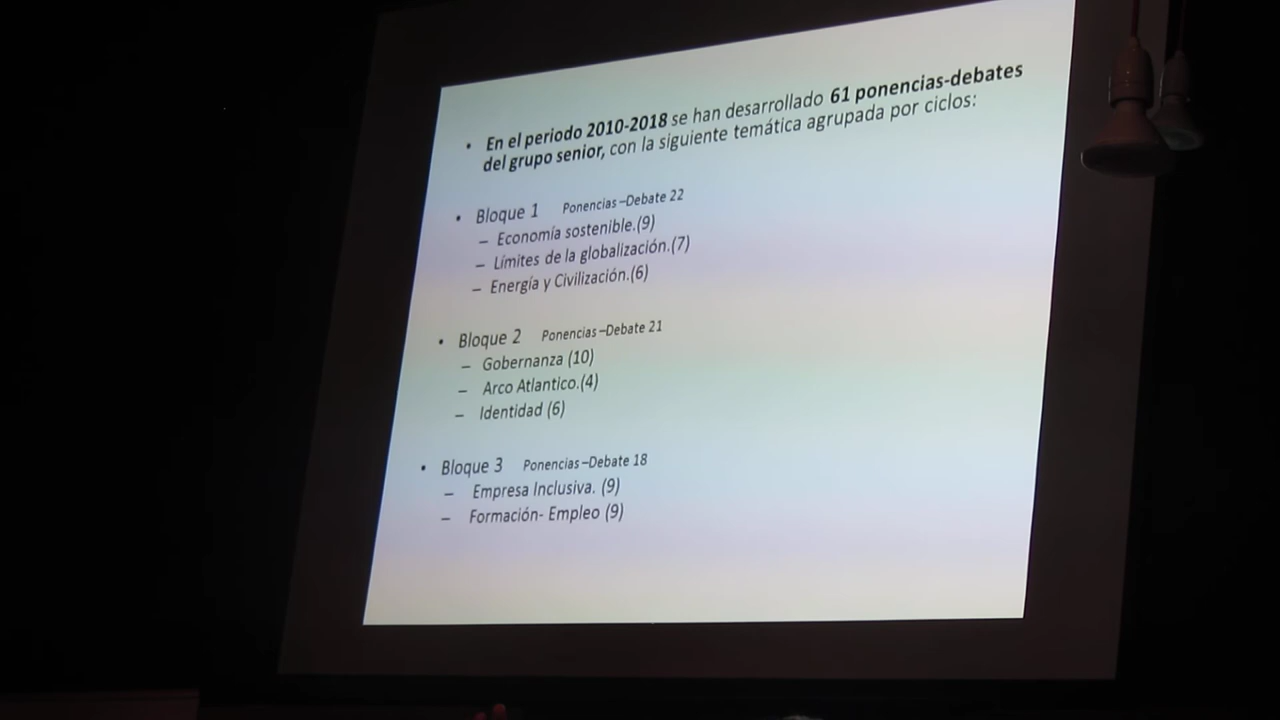 • En el periodo 2010-2018 se han desarrollado 61 ponencias-debates
del grupo senior, con la siguiente temática agrupada por ciclos:
• Bloque 1 Ponencias –Debate 22
– Economía sostenible.(9)
– Límites de la globalización.(7)
– Energía y Civilización.(6)
• Bloque 2 Ponencias –Debate 21
– Gobernanza (10)
– Arco Atlantico.(4)
– Identidad (6)
• Bloque 3 Ponencias –Debate 18
– Empresa Inclusiva. (9)
– Formación- Empleo (9)